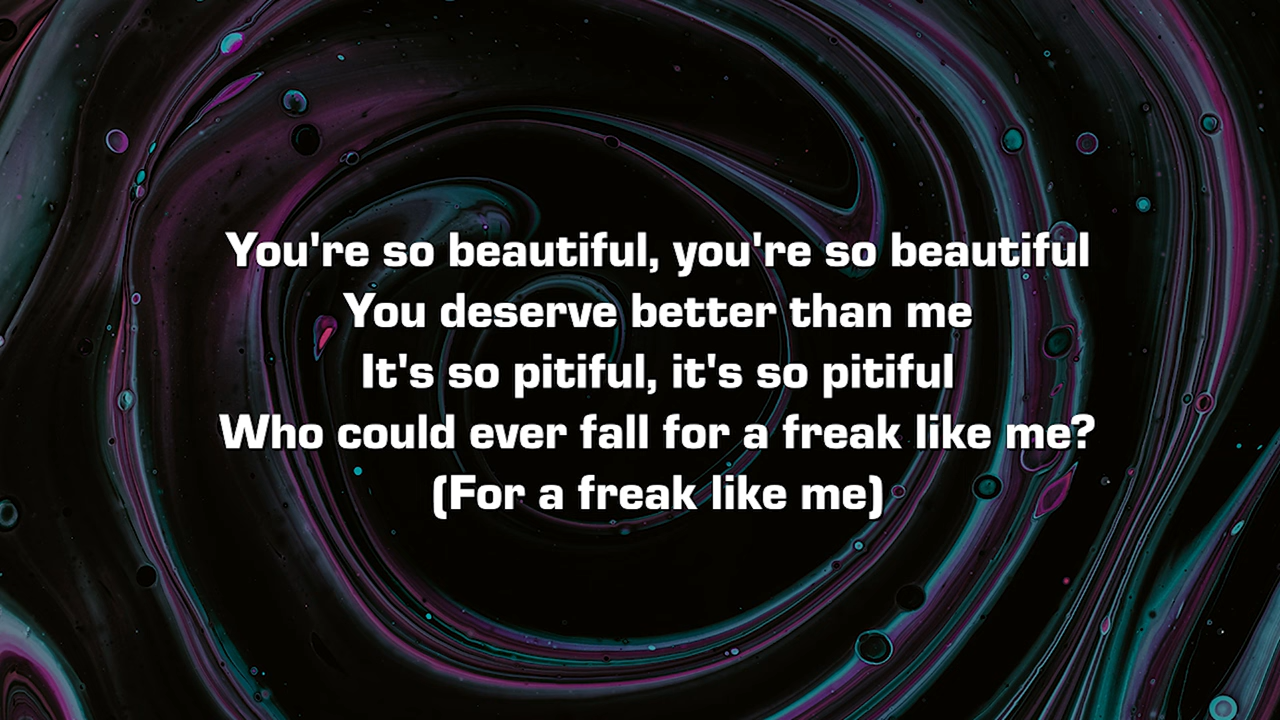 You're so beautiful, you're so beautiful
You deserve better than me
It's so pitiful, it's so pitiful
Who could ever fall for a freak like me?
(For a freak like me)